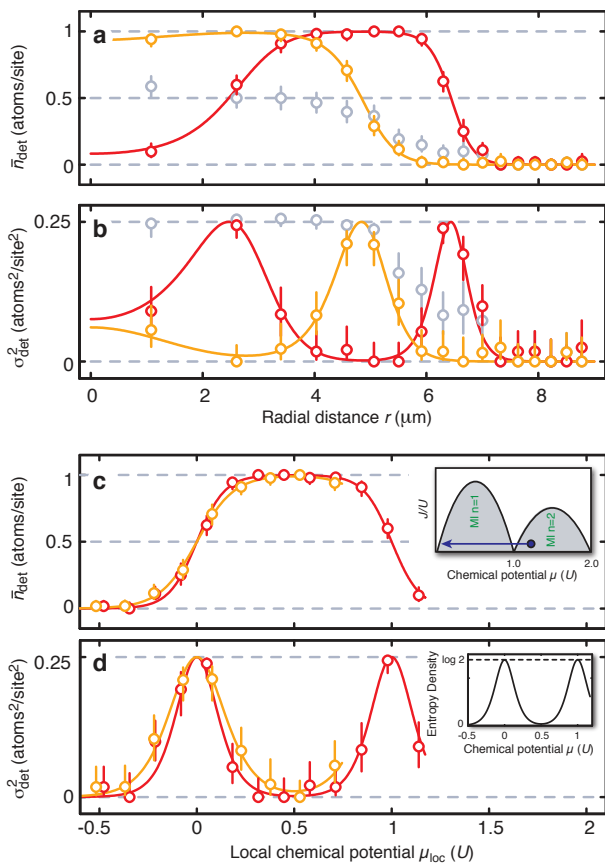 a
1
0.5
0
n̄det (atoms/site)
b
0.25
0
σ²det (atoms²/site²)
0 2 4 6 8
Radial distance r (μm)
c
1
0.5
0
n̄det (atoms/site)
J/U
MI n=1
MI n=2
1.0 2.0
Chemical potential μ (U)
d
0.25
0
σ²det (atoms²/site²)
log 2
0
Entropy Density
-0.5 0 0.5 1
Chemical potential μ (U)
-0.5 0 0.5 1 1.5 2
Local chemical potential μloc (U)